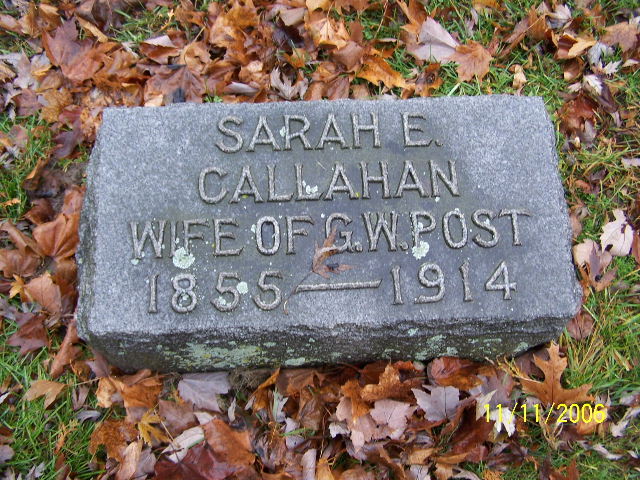 SARAH E.
CALLAHAN
WIFE OF G.W. POST
1855—1914
11/11/2006